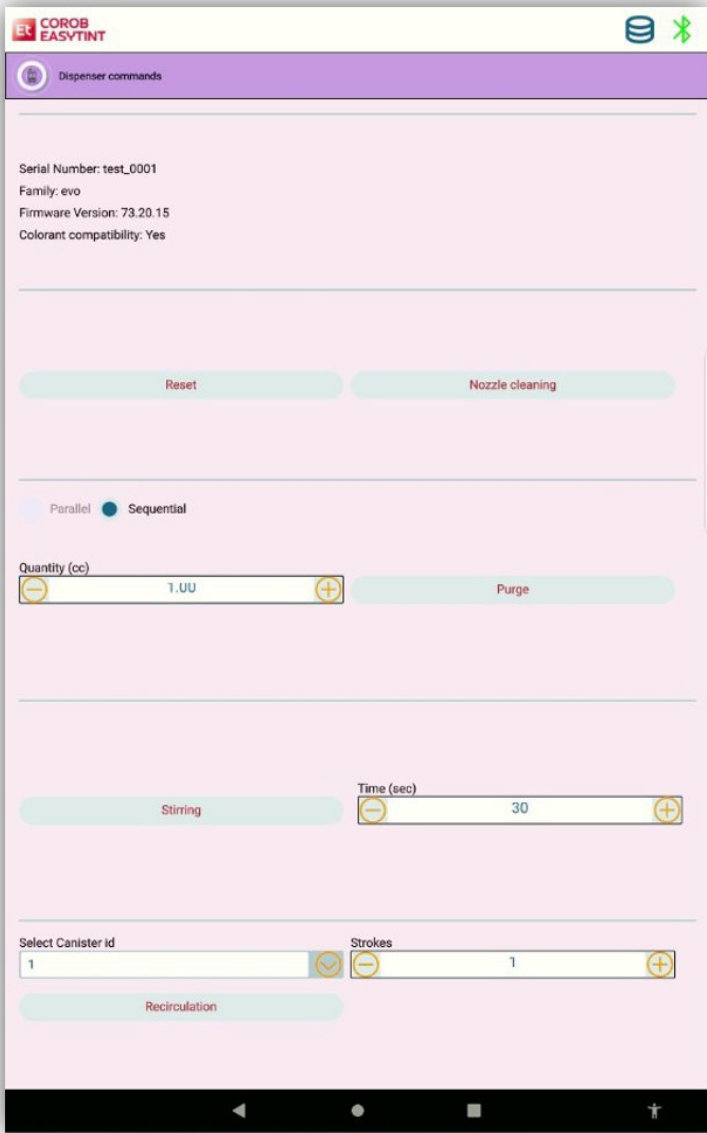 Et COROB
EASYTINT
Dispenser commands
Serial Number: test_0001
Family: evo
Firmware Version: 73.20.15
Colorant compatibility: Yes
Reset Nozzle cleaning
Parallel Sequential
Quantity (cc)
1.00 Purge
Time (sec)
Stirring 30
Select Canister id Strokes
1 1
Recirculation